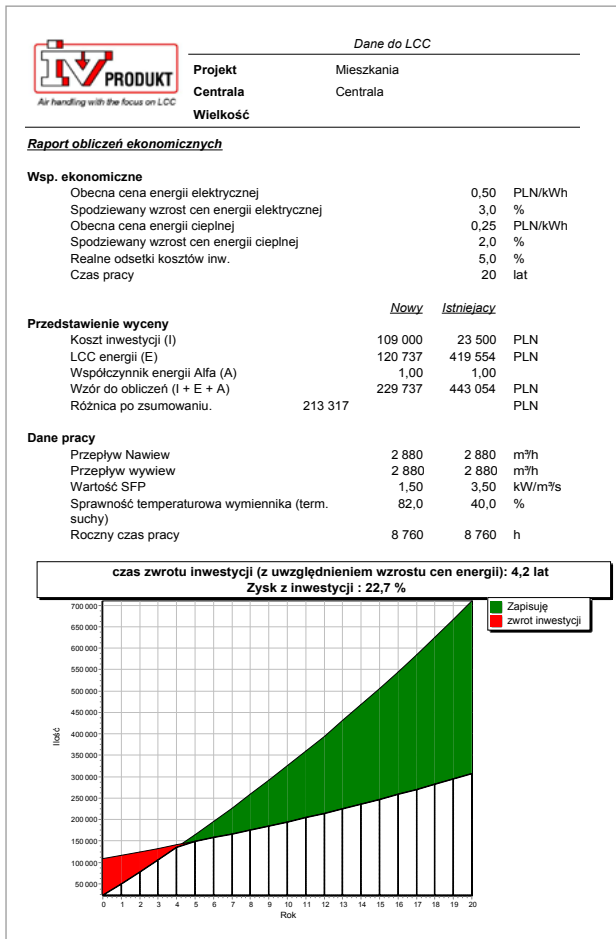 IV PRODUKT
Air handling with the focus on LCC
Dane do LCC
Projekt Mieszkania
Centrala Centrala
Wielkość
Raport obliczeń ekonomicznych
Wsp. ekonomiczne
Obecna cena energii elektrycznej 0,50 PLN/kWh
Spodziewany wzrost cen energii elektrycznej 3,0 %
Obecna cena energii cieplnej 0,25 PLN/kWh
Spodziewany wzrost cen energii cieplnej 2,0 %
Realne odsetki kosztów inw. 5,0 %
Czas pracy 20 lat
Nowy Istniejacy
Przedstawienie wyceny
Koszt inwestycji (I) 109 000 23 500 PLN
LCC energii (E) 120 737 419 554 PLN
Współczynnik energii Alfa (A) 1,00 1,00
Wzór do obliczeń (I + E + A) 229 737 443 054 PLN
Różnica po zsumowaniu. 213 317 PLN
Dane pracy
Przepływ Nawiew 2 880 2 880 m³/h
Przepływ wywiew 2 880 2 880 m³/h
Wartość SFP 1,50 3,50 kW/m³/s
Sprawność temperaturowa wymiennika (term. 82,0 40,0 %
suchy)
Roczny czas pracy 8 760 8 760 h
czas zwrotu inwestycji (z uwzględnieniem wzrostu cen energii): 4,2 lat
Zysk z inwestycji : 22,7 %
Zapisuję
zwrot inwestycji
700 000
650 000
600 000
550 000
500 000
450 000
400 000
350 000
300 000
250 000
200 000
150 000
100 000
50 000
Ilość
0 1 2 3 4 5 6 7 8 9 10 11 12 13 14 15 16 17 18 19 20
Rok